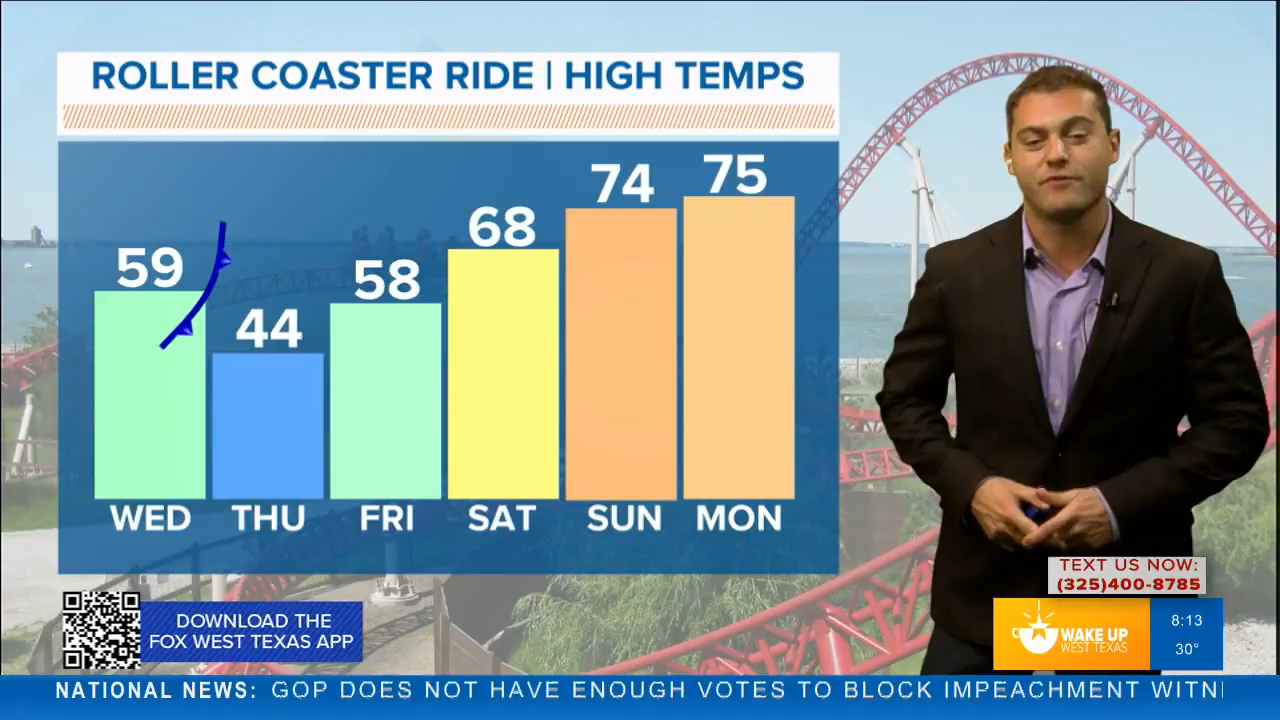 ROLLER COASTER RIDE | HIGH TEMPS
59
44
58
68
74
75
WED THU FRI SAT SUN MON
TEXT US NOW:
(325)400-8785
DOWNLOAD THE
FOX WEST TEXAS APP
WAKE UP
WEST TEXAS
8:13
30°
NATIONAL NEWS: GOP DOES NOT HAVE ENOUGH VOTES TO BLOCK IMPEACHMENT WITN